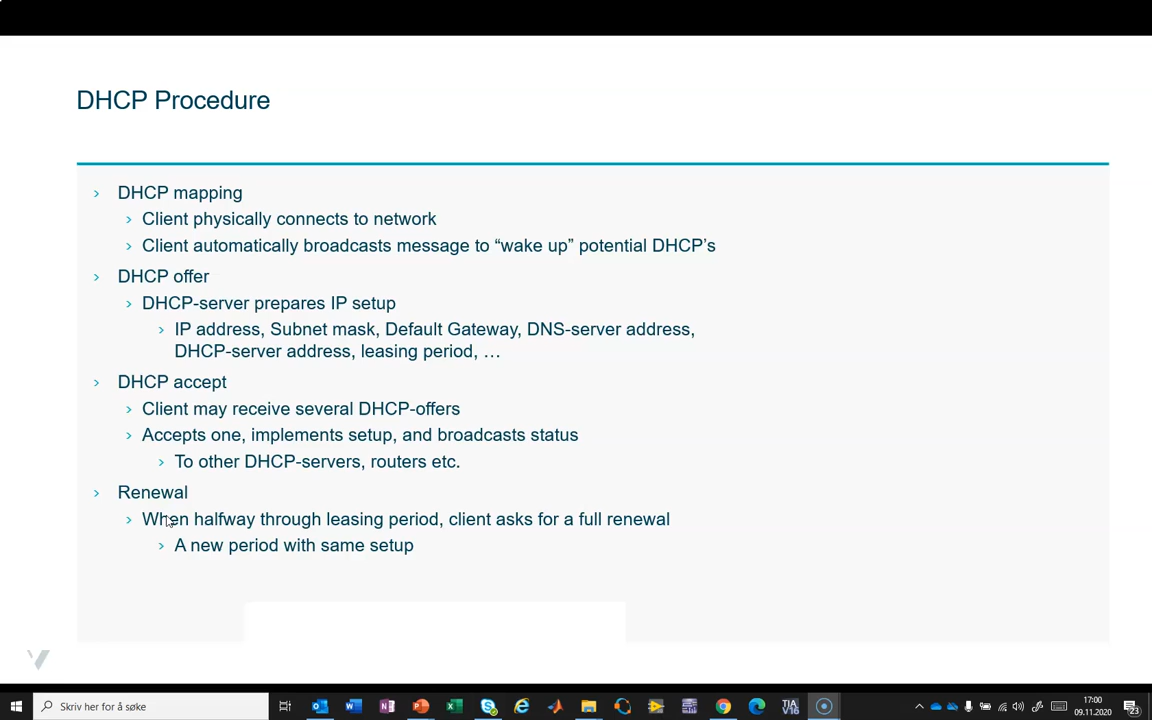 DHCP Procedure
› DHCP mapping
› Client physically connects to network
› Client automatically broadcasts message to “wake up” potential DHCP’s
› DHCP offer
› DHCP-server prepares IP setup
› IP address, Subnet mask, Default Gateway, DNS-server address,
DHCP-server address, leasing period, …
› DHCP accept
› Client may receive several DHCP-offers
› Accepts one, implements setup, and broadcasts status
› To other DHCP-servers, routers etc.
› Renewal
› When halfway through leasing period, client asks for a full renewal
› A new period with same setup
Skriv her for å søke
TIA
V16
17:00
09.11.2020
23